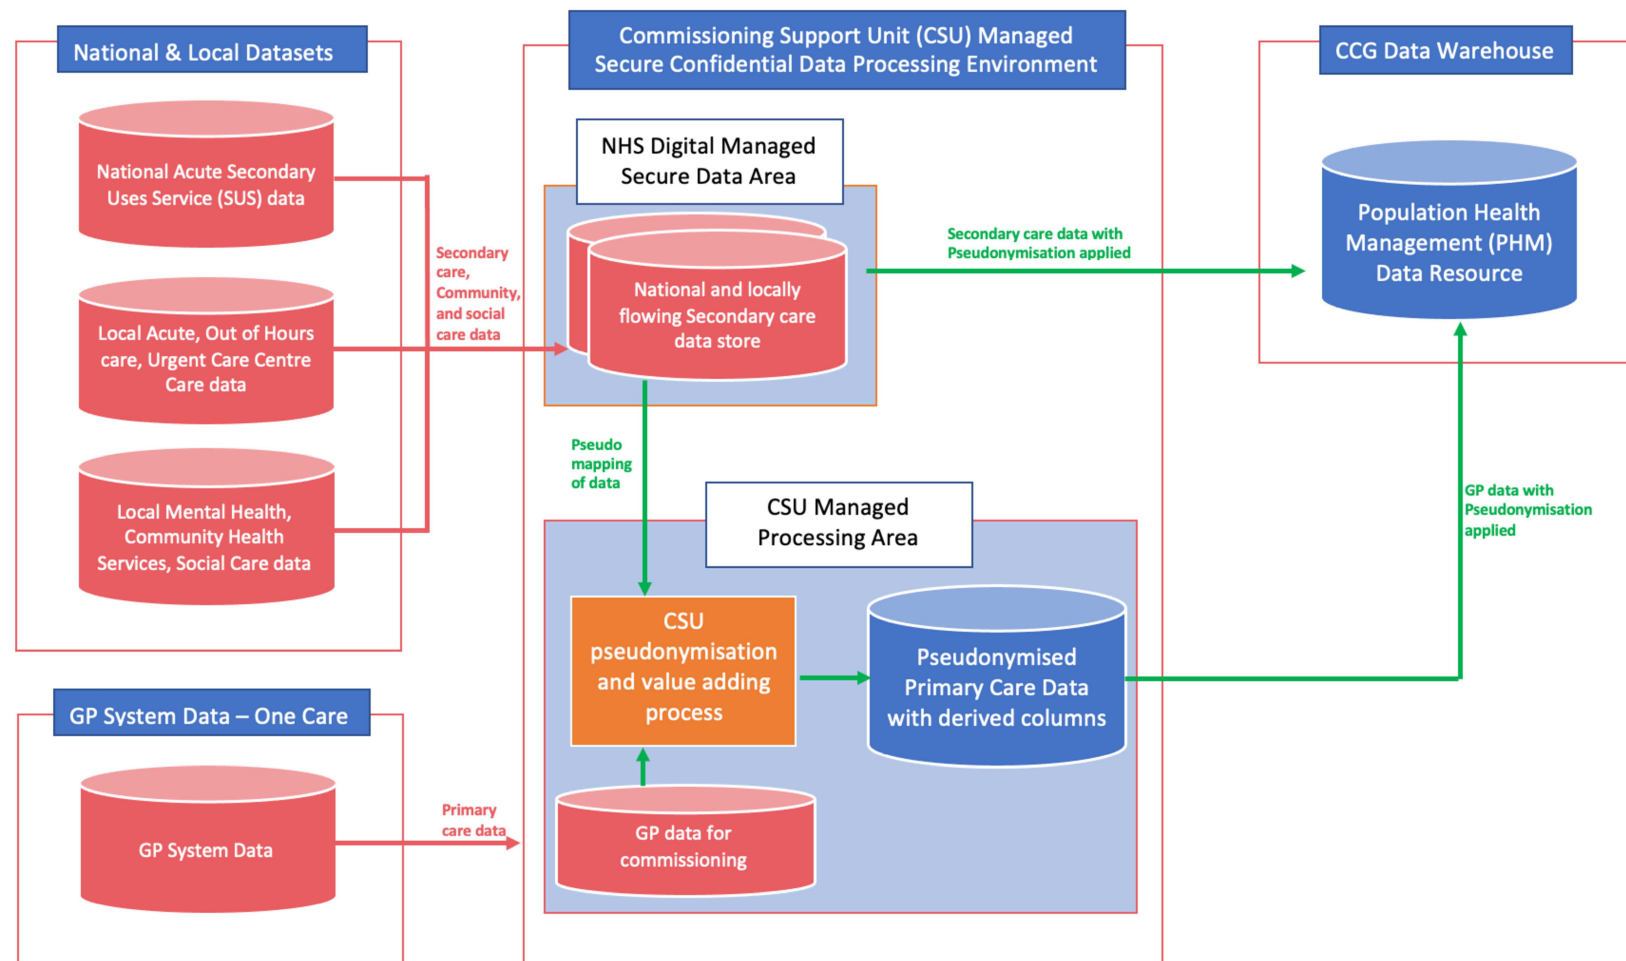 National & Local Datasets
National Acute Secondary
Uses Service (SUS) data
Local Acute, Out of Hours
care, Urgent Care Centre
Care data
Local Mental Health,
Community Health
Services, Social Care data
Secondary
care,
Community,
and social
care data
GP System Data – One Care
GP System Data
Primary
care data
Commissioning Support Unit (CSU) Managed
Secure Confidential Data Processing Environment
NHS Digital Managed
Secure Data Area
National and locally
flowing Secondary care
data store
Pseudo
mapping
of data
CSU Managed
Processing Area
CSU
pseudonymisation
and value adding
process
Pseudonymised
Primary Care Data
with derived columns
GP data for
commissioning
Secondary care data with
Pseudonymisation applied
CCG Data Warehouse
Population Health
Management (PHM)
Data Resource
GP data with
Pseudonymisation
applied